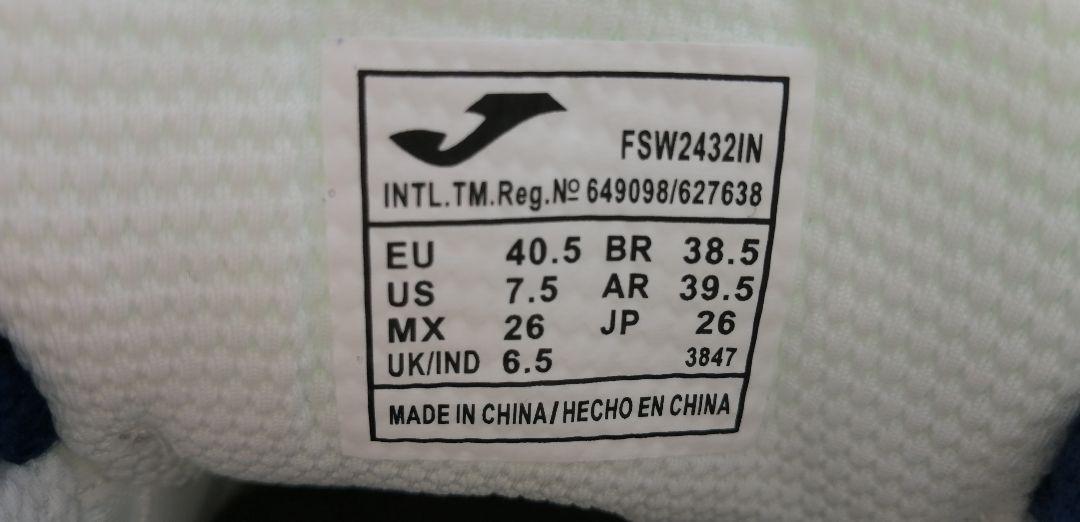 FSW2432IN
INTL.TM.Reg.Nº 649098/627638
EU 40.5 BR 38.5
US 7.5 AR 39.5
MX 26 JP 26
UK/IND 6.5 3847
MADE IN CHINA/HECHO EN CHINA